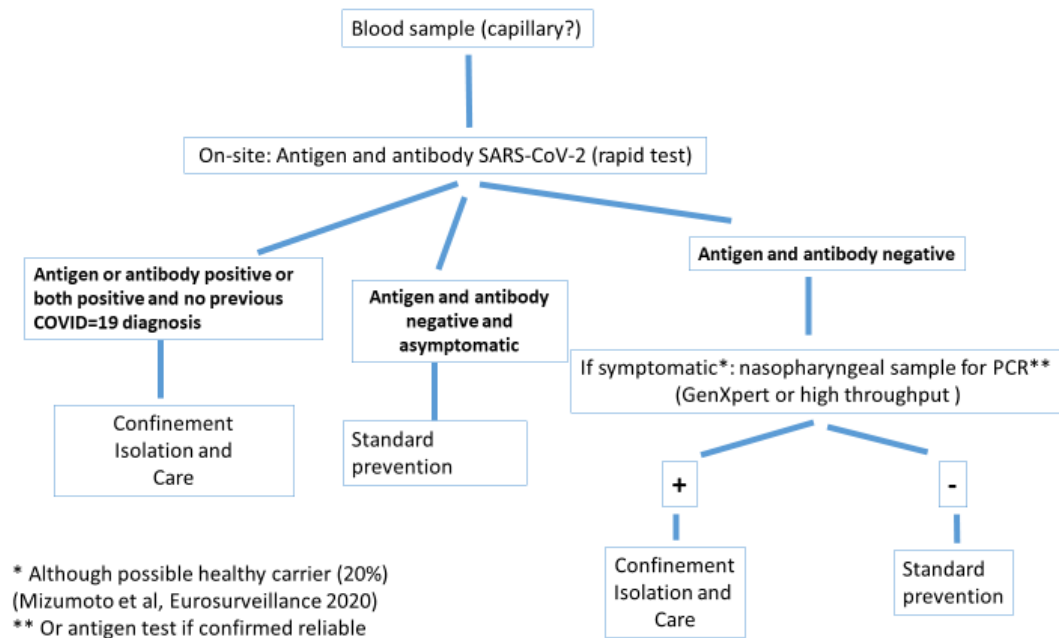 Blood sample (capillary?)
On-site: Antigen and antibody SARS-CoV-2 (rapid test)
Antigen or antibody positive or
both positive and no previous
COVID=19 diagnosis
Antigen and antibody
negative and
asymptomatic
Antigen and antibody negative
If symptomatic*: nasopharyngeal sample for PCR**
(GenXpert or high throughput )
Confinement
Isolation and
Care
Standard
prevention
+
-
Confinement
Isolation and
Care
Standard
prevention
* Although possible healthy carrier (20%)
(Mizumoto et al, Eurosurveillance 2020)
** Or antigen test if confirmed reliable